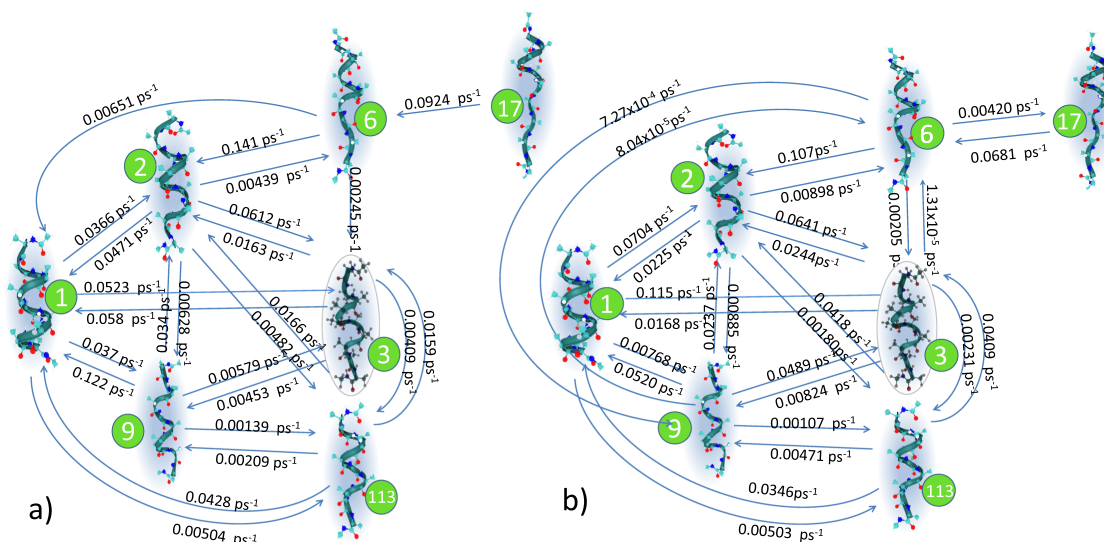 0.00651 ps⁻¹
6
0.0924 ps⁻¹
17
2
0.141 ps⁻¹
0.00439 ps⁻¹
0.0366 ps⁻¹
0.0471 ps⁻¹
0.0612 ps⁻¹
0.0163 ps⁻¹
0.00245 ps⁻¹
1
0.0523 ps⁻¹
0.058 ps⁻¹
0.034 ps⁻¹
0.00628 ps⁻¹
0.0166 ps⁻¹
0.00482 ps⁻¹
3
0.00469 ps⁻¹
0.0159 ps⁻¹
0.037 ps⁻¹
0.122 ps⁻¹
0.00579 ps⁻¹
0.00453 ps⁻¹
9
0.00139 ps⁻¹
0.00209 ps⁻¹
113
0.0428 ps⁻¹
0.00504 ps⁻¹
a)
7.27x10⁻⁴ ps⁻¹
8.04x10⁻⁵ps⁻¹
6
0.00420 ps⁻¹
0.0681 ps⁻¹
17
2
0.107ps⁻¹
0.00898 ps⁻¹
0.0704 ps⁻¹
0.0225 ps⁻¹
0.0641 ps⁻¹
0.0244ps⁻¹
0.00205 ps⁻¹
1.31x10⁻⁵ ps⁻¹
1
0.115 ps⁻¹
0.0168 ps⁻¹
0.0237 ps⁻¹
0.00885 ps⁻¹
0.0418 ps⁻¹
0.00180ps⁻¹
3
0.00231 ps⁻¹
0.0409 ps⁻¹
0.00768 ps⁻¹
0.0520 ps⁻¹
0.0489 ps⁻¹
0.00824 ps⁻¹
9
0.00107 ps⁻¹
0.00471 ps⁻¹
113
0.0346ps⁻¹
0.00503 ps⁻¹
b)